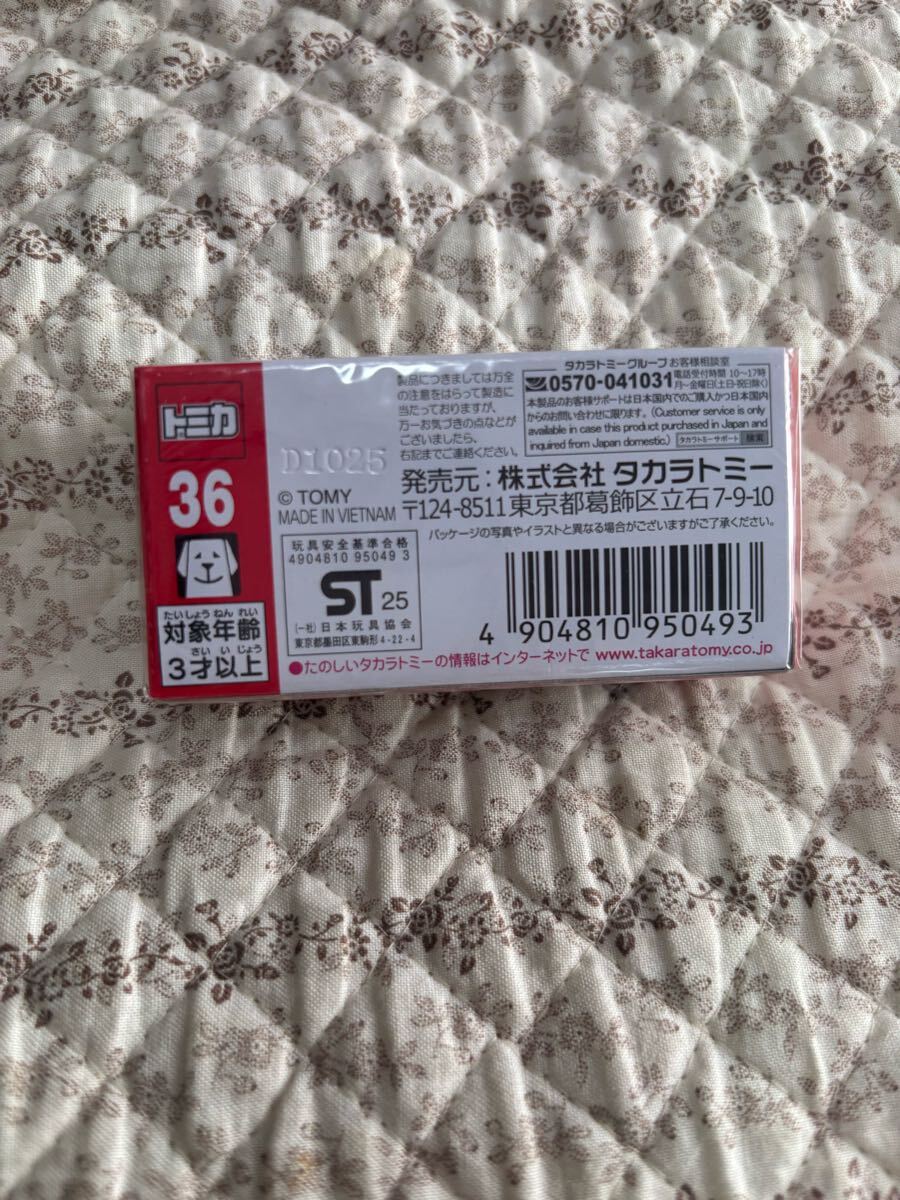 トミカ
36
たいしょう ねん れい
対象年齢
さい い じょう
3才以上
製品につきましては万全
の注意をはらって製造に
当たっておりますが、
万一お気づきの点などが
ございましたら、
右記までご連絡ください。
D1025
© TOMY
MADE IN VIETNAM
タカラトミーグループ お客様相談室
0570-041031
電話受付時間 10〜17時
月〜金曜日(土日・祝日除く)
本製品のお客様サポートは日本国内でのご購入かつ日本国内
からのお問い合わせに限ります。(Customer service is only
available in case this product purchased in Japan and
inquired from Japan domestic.)
タカラトミーサポート 検索
発売元:株式会社 タカラトミー
〒124-8511 東京都葛飾区立石7-9-10
パッケージの写真やイラストと異なる場合がございますがご了承ください。
玩具安全基準合格
4904810 95049 3
ST 25
(一社)日本玩具協会
東京都墨田区東駒形4-22-4
4 904810 950493
●たのしいタカラトミーの情報はインターネットで www.takaratomy.co.jp